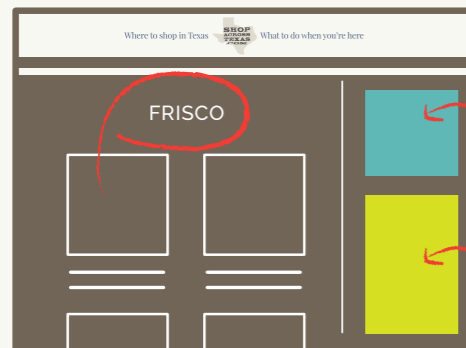 Where to shop in Texas
SHOP
ACROSS
TEXAS
.COM
What to do when you're here
FRISCO